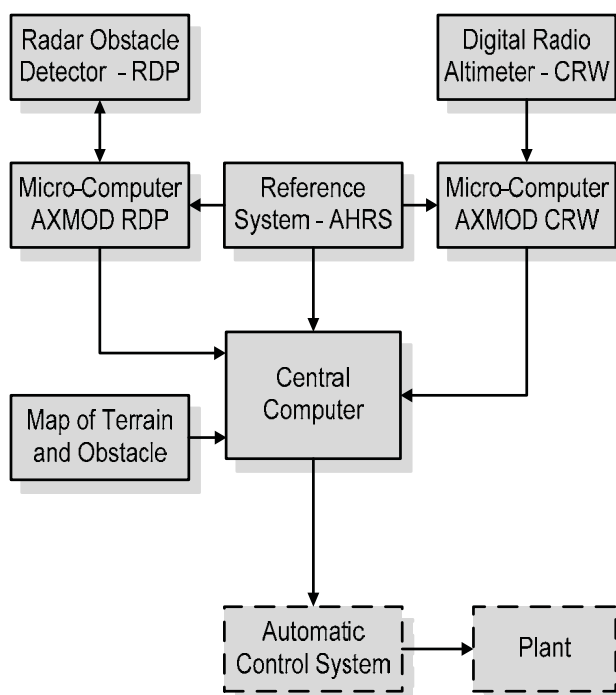 Radar Obstacle
Detector - RDP
Digital Radio
Altimeter - CRW
Micro-Computer
AXMOD RDP
Reference
System - AHRS
Micro-Computer
AXMOD CRW
Central
Computer
Map of Terrain
and Obstacle
Automatic
Control System
Plant